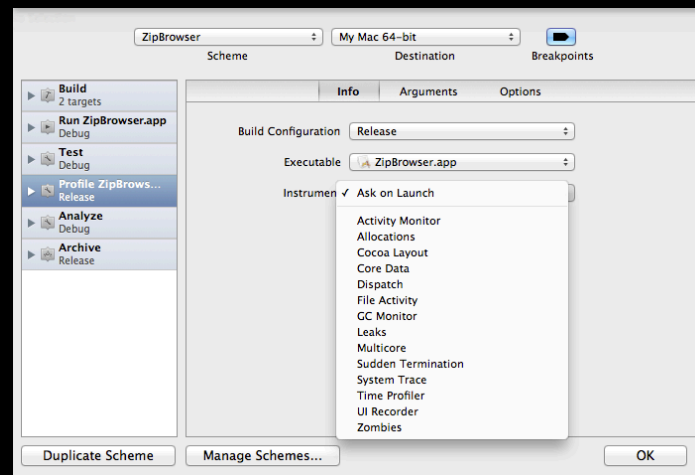 ZipBrowser My Mac 64-bit
Scheme Destination Breakpoints
Info Arguments Options
Build
2 targets
Run ZipBrowser.app
Debug
Test
Debug
Profile ZipBrows...
Release
Analyze
Debug
Archive
Release
Build Configuration Release
Executable ZipBrowser.app
Instrumen ✓ Ask on Launch
Activity Monitor
Allocations
Cocoa Layout
Core Data
Dispatch
File Activity
GC Monitor
Leaks
Multicore
Sudden Termination
System Trace
Time Profiler
UI Recorder
Zombies
Duplicate Scheme Manage Schemes... OK